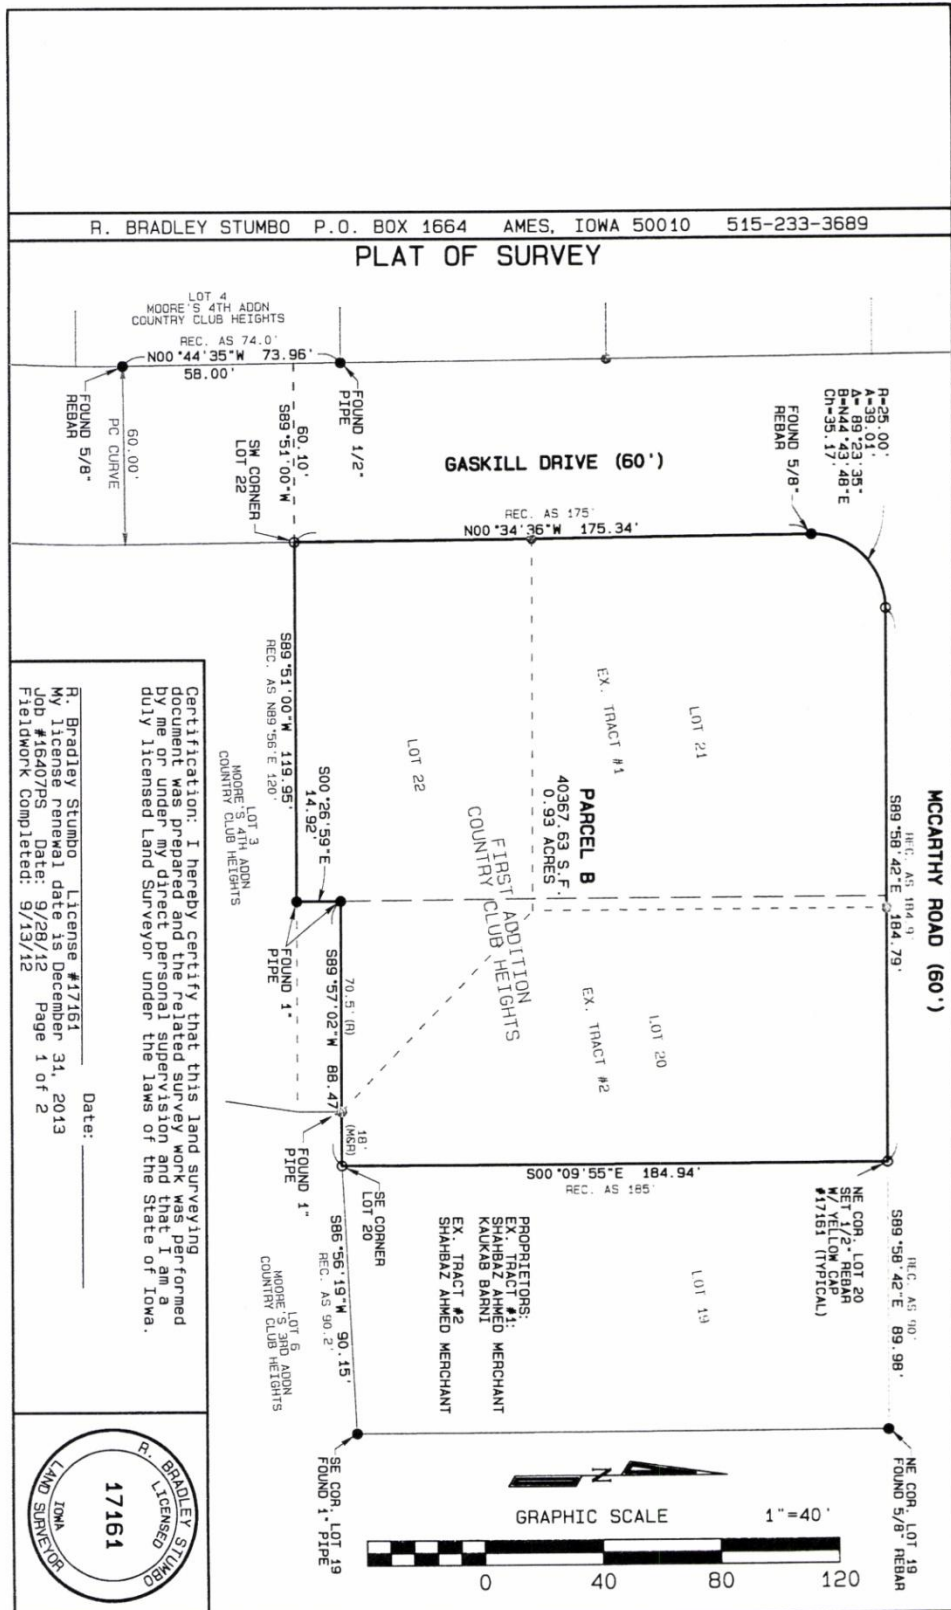 R. BRADLEY STUMBO P.O. BOX 1664 AMES, IOWA 50010 515-233-3689
PLAT OF SURVEY
LOT 4
MOORE'S 4TH ADDN
COUNTRY CLUB HEIGHTS
REC. AS 74.0'
N00°44'35"W 73.96'
58.00'
FOUND 5/8"
REBAR
60.00'
PC CURVE
FOUND 1/2"
PIPE
60.10'
S89°51'00"W
SW CORNER
LOT 22
GASKILL DRIVE (60')
REC. AS 175'
N00°34'36"W 175.34'
FOUND 5/8"
REBAR
R=25.00'
A=39.01'
Δ= 89°23'35"
B=N44°43'48"E
Ch=35.17'
MCCARTHY ROAD (60')
REC. AS 184.9'
S89°58'42"E 184.79'
S89°51'00"W 119.95'
REC. AS N89°56'E 120'
LOT 3
MOORE'S 4TH ADDN
COUNTRY CLUB HEIGHTS
S00°26'59"E
14.92'
FOUND 1"
PIPE
LOT 22
LOT 21
EX. TRACT #1
PARCEL B
40367.63 S.F.
0.93 ACRES
FIRST ADDITION
COUNTRY CLUB HEIGHTS
EX. TRACT #2
LOT 20
70.5' (R)
S89°57'02"W 88.47'
18'
(M&R)
FOUND 1"
PIPE
SE CORNER
LOT 20
S00°09'55"E 184.94'
REC. AS 185'
NE COR. LOT 20
SET 1/2" REBAR
W/ YELLOW CAP
#17161 (TYPICAL)
REC. AS 90'
S89°58'42"E 89.98'
S86°56'19"W 90.15'
REC. AS 90.2'
LOT 6
MOORE'S 3RD ADDN
COUNTRY CLUB HEIGHTS
PROPRIETORS:
EX. TRACT #1:
SHAHBAZ AHMED MERCHANT
KAUKAB BARNI
EX. TRACT #2
SHAHBAZ AHMED MERCHANT
LOT 19
SE COR. LOT 19
FOUND 1" PIPE
NE COR. LOT 19
FOUND 5/8" REBAR
N
GRAPHIC SCALE 1"=40'
0 40 80 120
Certification: I hereby certify that this land surveying
document was prepared and the related survey work was performed
by me or under my direct personal supervision and that I am a
duly licensed Land Surveyor under the laws of the State of Iowa.
Date:
R. Bradley Stumbo License #17161
My license renewal date is December 31, 2013
Job #16407PS Date: 9/28/12 Page 1 of 2
Fieldwork Completed: 9/13/12
R. BRADLEY STUMBO
LICENSED
17161
IOWA
LAND SURVEYOR